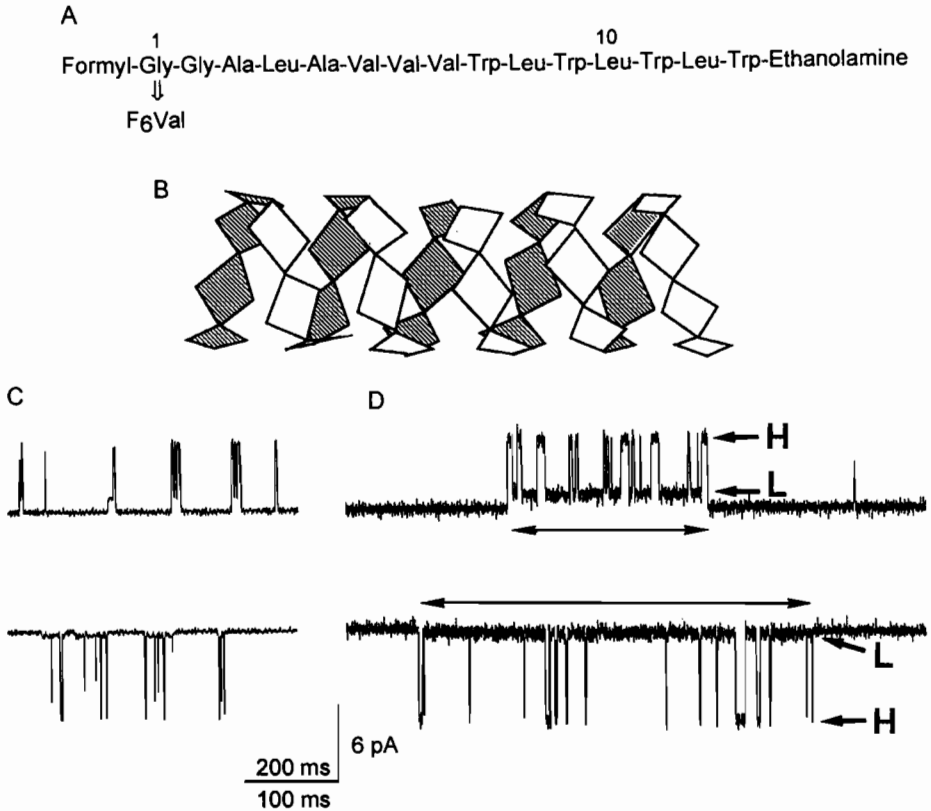 A
1 10
Formyl-Gly-Gly-Ala-Leu-Ala-Val-Val-Val-Trp-Leu-Trp-Leu-Trp-Leu-Trp-Ethanolamine
⇓
F6Val
B
C
D
H
L
L
H
6 pA
200 ms
100 ms